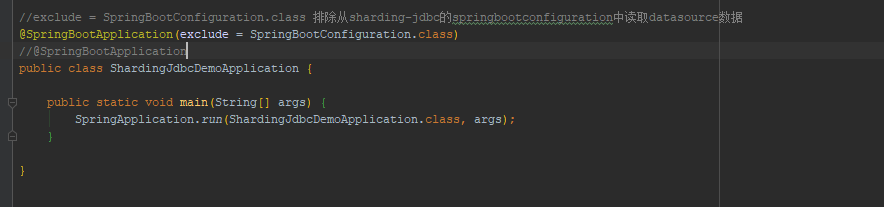 //exclude = SpringBootConfiguration.class 排除从sharding-jdbc的springbootconfiguration中读取datasource数据
@SpringBootApplication(exclude = SpringBootConfiguration.class)
//@SpringBootApplication
public class ShardingJdbcDemoApplication {
public static void main(String[] args) {
SpringApplication.run(ShardingJdbcDemoApplication.class, args);
}
}